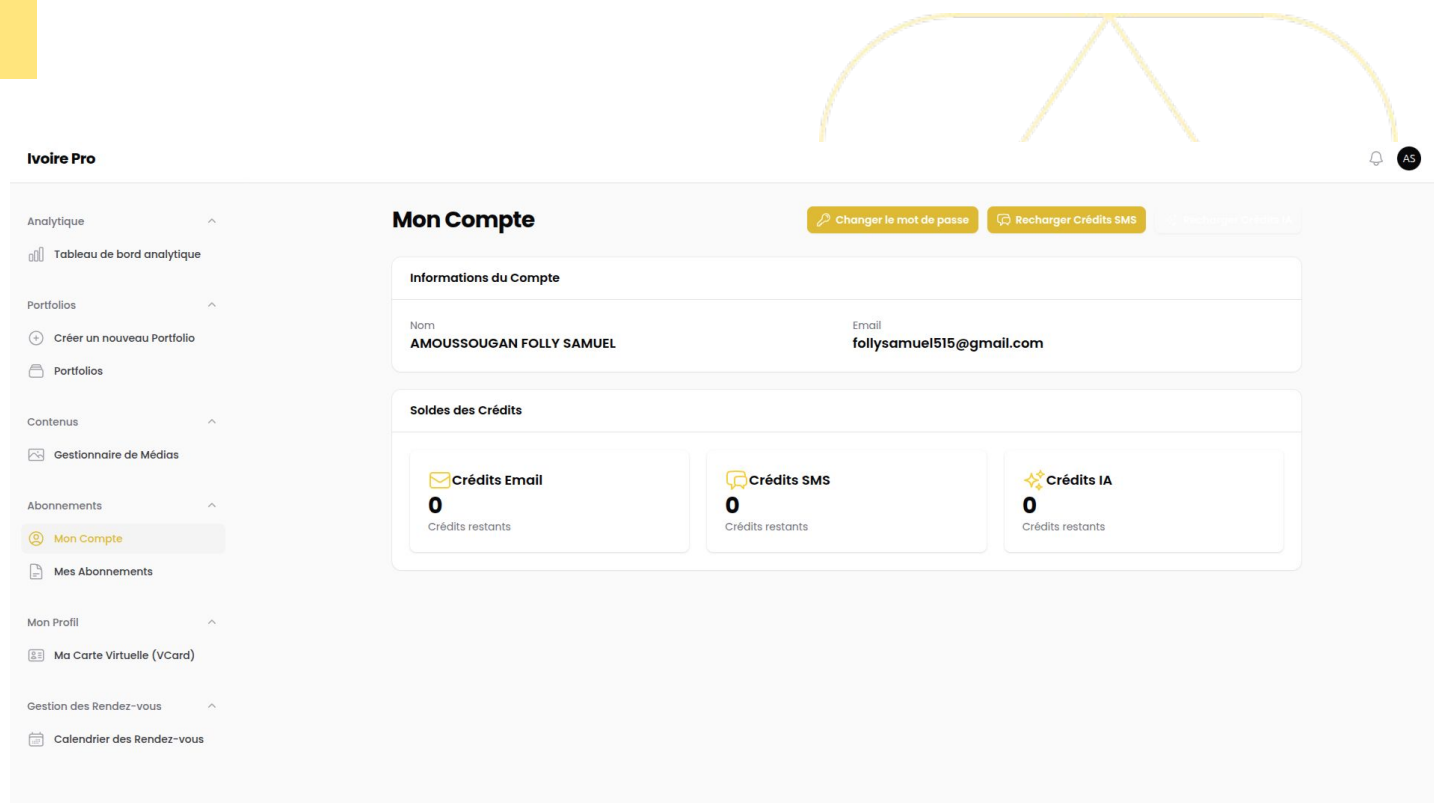 Ivoire Pro
AS
Analytique
Tableau de bord analytique
Portfolios
Créer un nouveau Portfolio
Portfolios
Contenus
Gestionnaire de Médias
Abonnements
Mon Compte
Mes Abonnements
Mon Profil
Ma Carte Virtuelle (VCard)
Gestion des Rendez-vous
Calendrier des Rendez-vous
Mon Compte
Changer le mot de passe
Recharger Crédits SMS
Informations du Compte
Nom
AMOUSSOUGAN FOLLY SAMUEL
Email
follysamuel515@gmail.com
Soldes des Crédits
Crédits Email
0
Crédits restants
Crédits SMS
0
Crédits restants
Crédits IA
0
Crédits restants